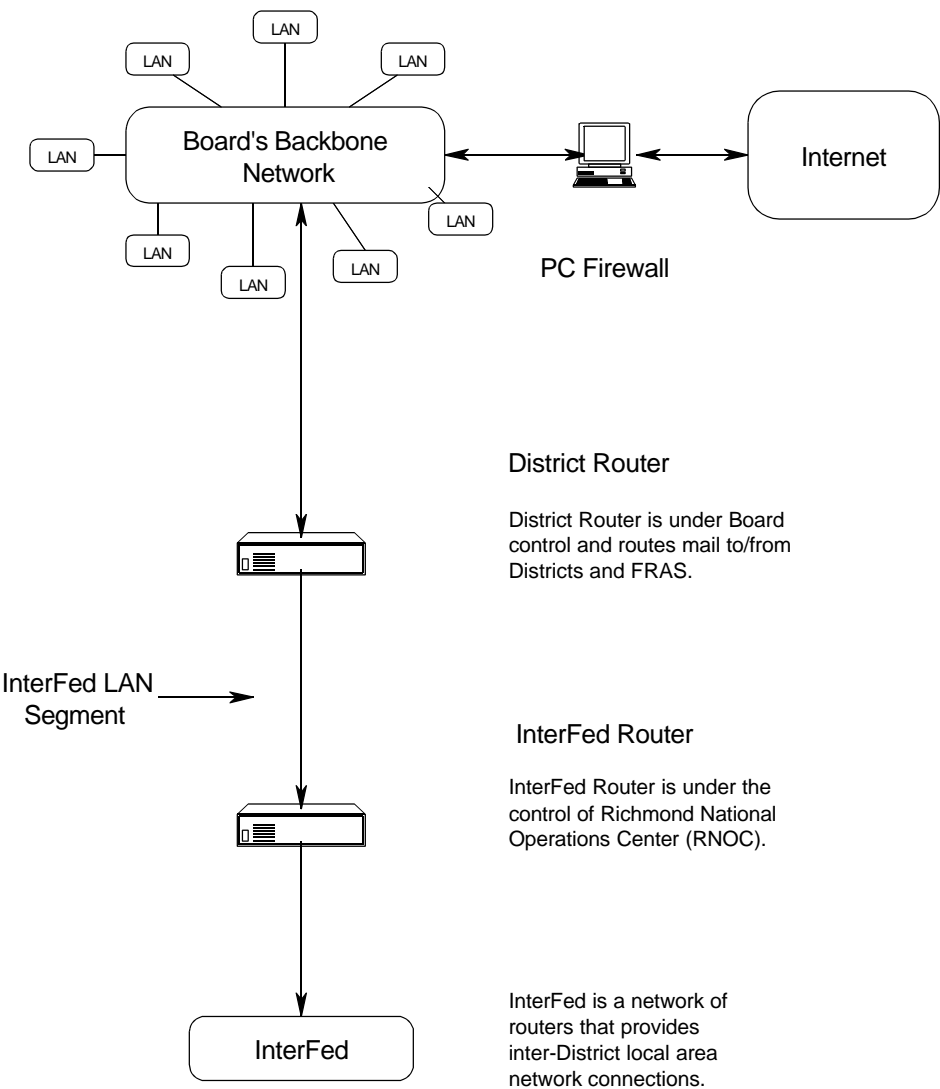 LAN
LAN
LAN
LAN
Board's Backbone
Network
Internet
LAN
LAN
LAN
LAN
PC Firewall
LAN
District Router
District Router is under Board
control and routes mail to/from
Districts and FRAS.
InterFed LAN
Segment
InterFed Router
InterFed Router is under the
control of Richmond National
Operations Center (RNOC).
InterFed is a network of
routers that provides
inter-District local area
network connections.
InterFed